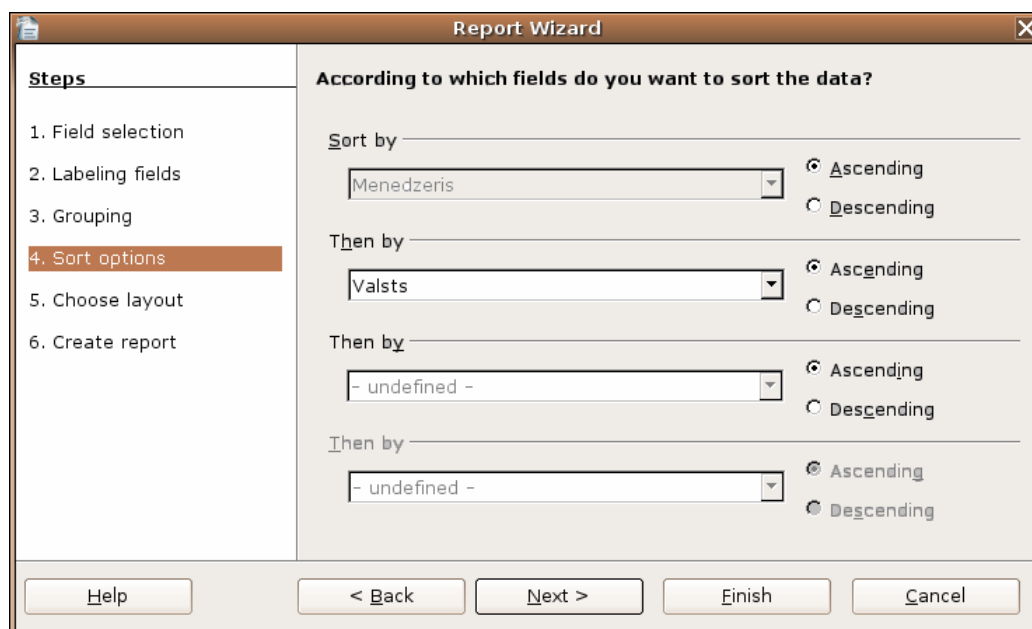 Report Wizard
Steps
1. Field selection
2. Labeling fields
3. Grouping
4. Sort options
5. Choose layout
6. Create report
According to which fields do you want to sort the data?
Sort by
Menedzeris
Ascending
Descending
Then by
Valsts
Ascending
Descending
Then by
- undefined -
Ascending
Descending
Then by
- undefined -
Ascending
Descending
Help
< Back
Next >
Finish
Cancel